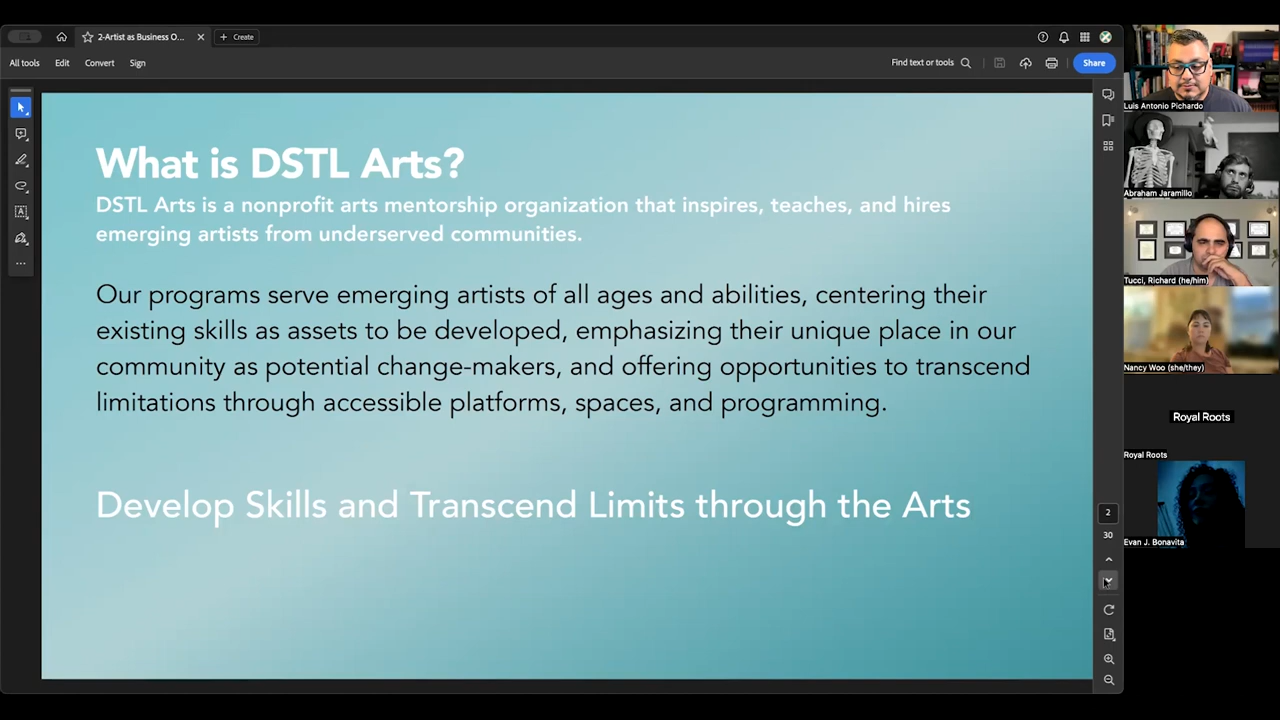 2-Artist as Business O...
Create
All tools
Edit
Convert
Sign
Find text or tools
Share
What is DSTL Arts?
DSTL Arts is a nonprofit arts mentorship organization that inspires, teaches, and hires
emerging artists from underserved communities.
Our programs serve emerging artists of all ages and abilities, centering their
existing skills as assets to be developed, emphasizing their unique place in our
community as potential change-makers, and offering opportunities to transcend
limitations through accessible platforms, spaces, and programming.
Develop Skills and Transcend Limits through the Arts
2
30
Luis Antonio Pichardo
Abraham Jaramillo
Tucci, Richard (he/him)
Nancy Woo (she/they)
Royal Roots
Royal Roots
Evan J. Bonavita